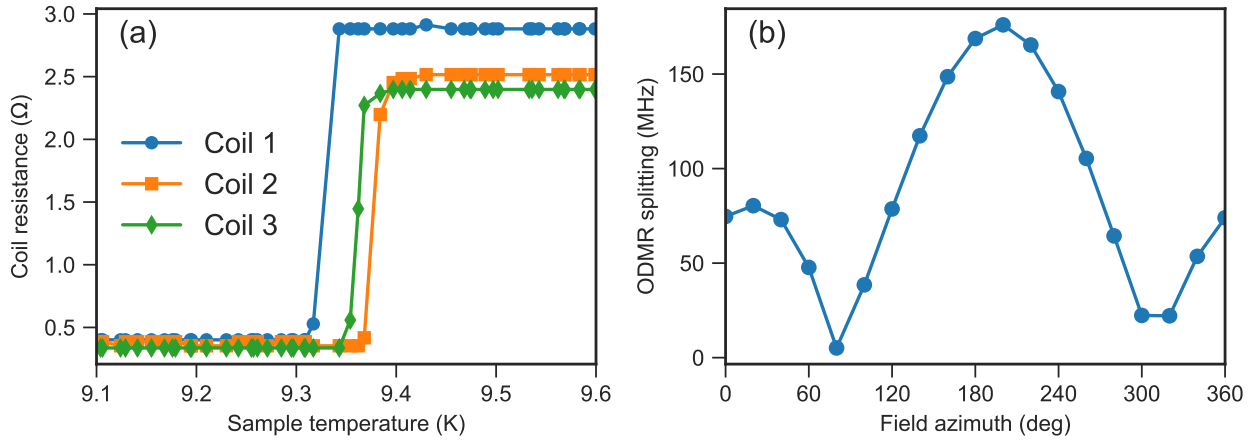 (a)
3.0
2.5
2.0
1.5
1.0
0.5
Coil resistance (Ω)
Coil 1
Coil 2
Coil 3
9.1 9.2 9.3 9.4 9.5 9.6
Sample temperature (K)
(b)
150
100
50
0
ODMR splitting (MHz)
0 60 120 180 240 300 360
Field azimuth (deg)